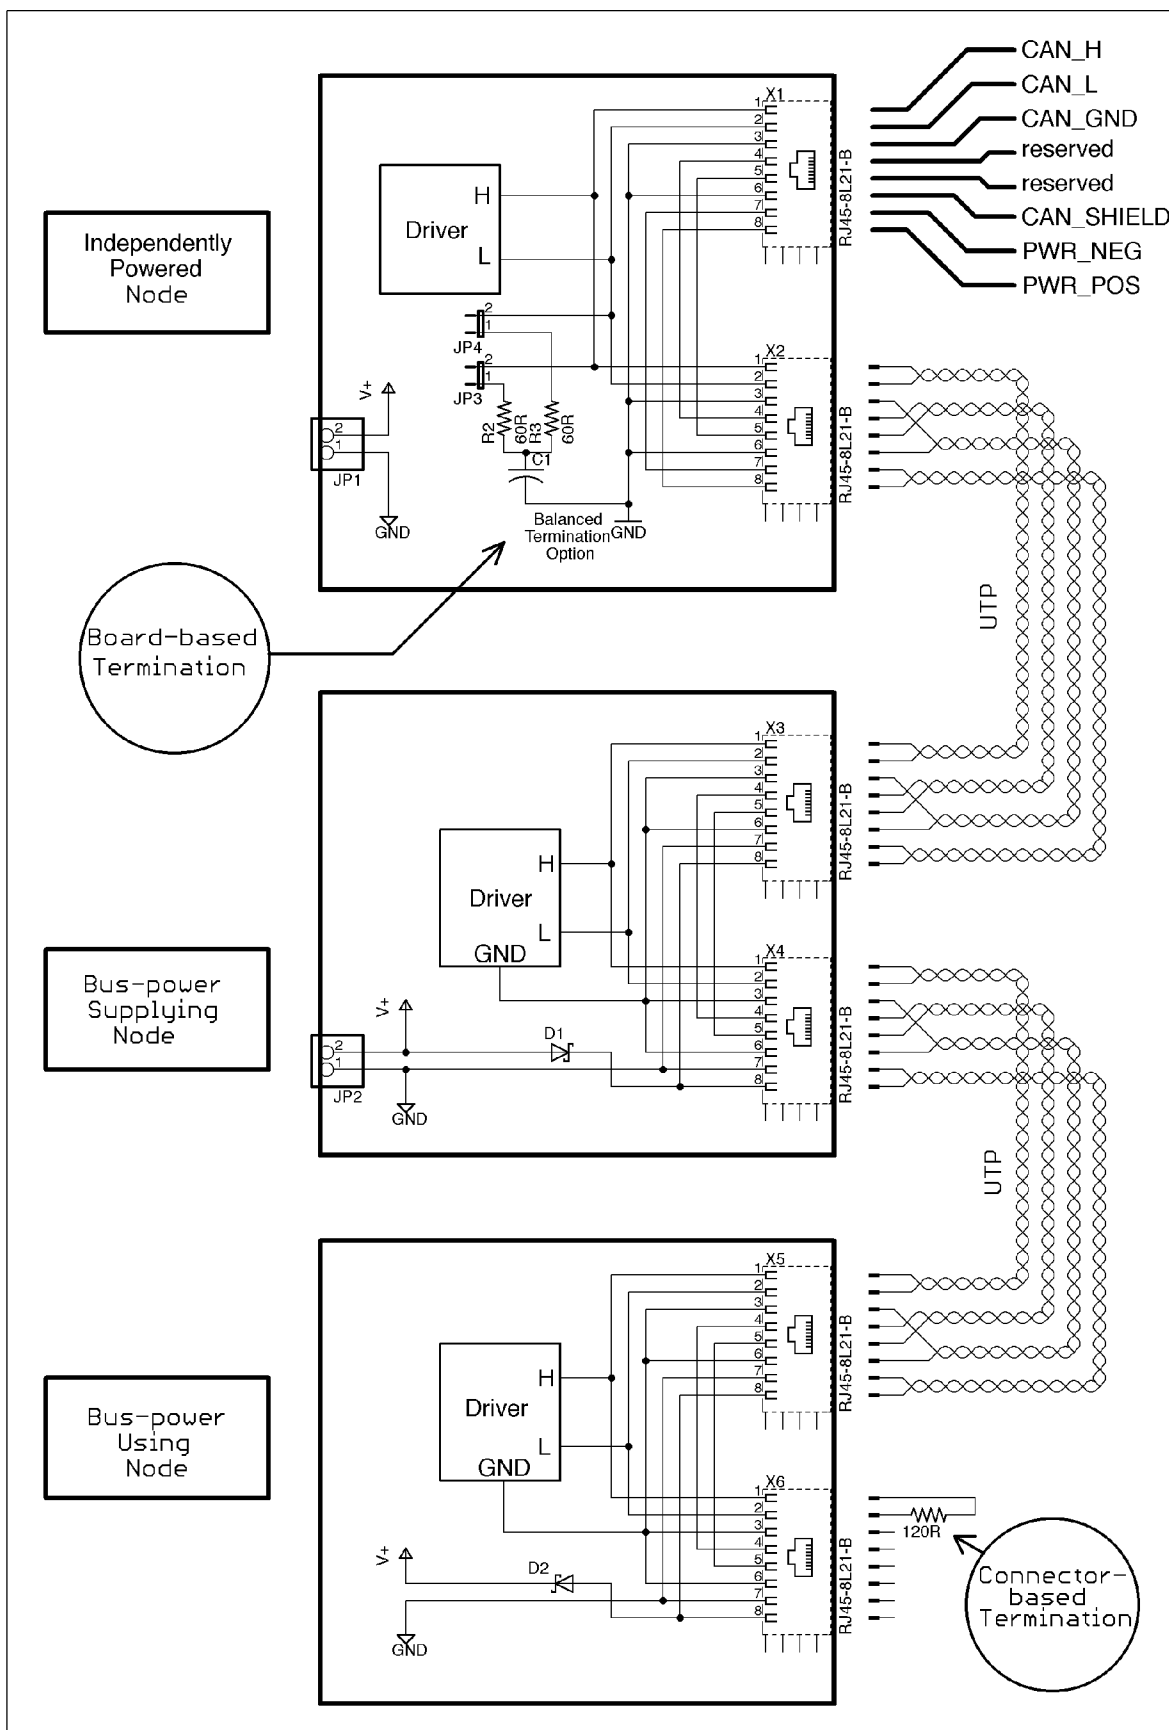 CAN_H
CAN_L
CAN_GND
reserved
reserved
CAN_SHIELD
PWR_NEG
PWR_POS
X1
1
2
3
4
5
6
7
8
RJ45-8L21-B
H
Driver
L
Independently
Powered
Node
2
1
JP4
2
1
JP3
R2
60R
R3
60R
C1
V+
2
1
JP1
GND
Balanced
Termination
Option
GND
X2
1
2
3
4
5
6
7
8
RJ45-8L21-B
UTP
Board-based
Termination
X3
1
2
3
4
5
6
7
8
RJ45-8L21-B
H
Driver
L
GND
X4
1
2
3
4
5
6
7
8
RJ45-8L21-B
Bus-power
Supplying
Node
V+
D1
2
1
JP2
GND
UTP
X5
1
2
3
4
5
6
7
8
RJ45-8L21-B
H
Driver
L
GND
Bus-power
Using
Node
X6
1
2
3
4
5
6
7
8
RJ45-8L21-B
120R
V+
D2
GND
Connector-
based
Termination